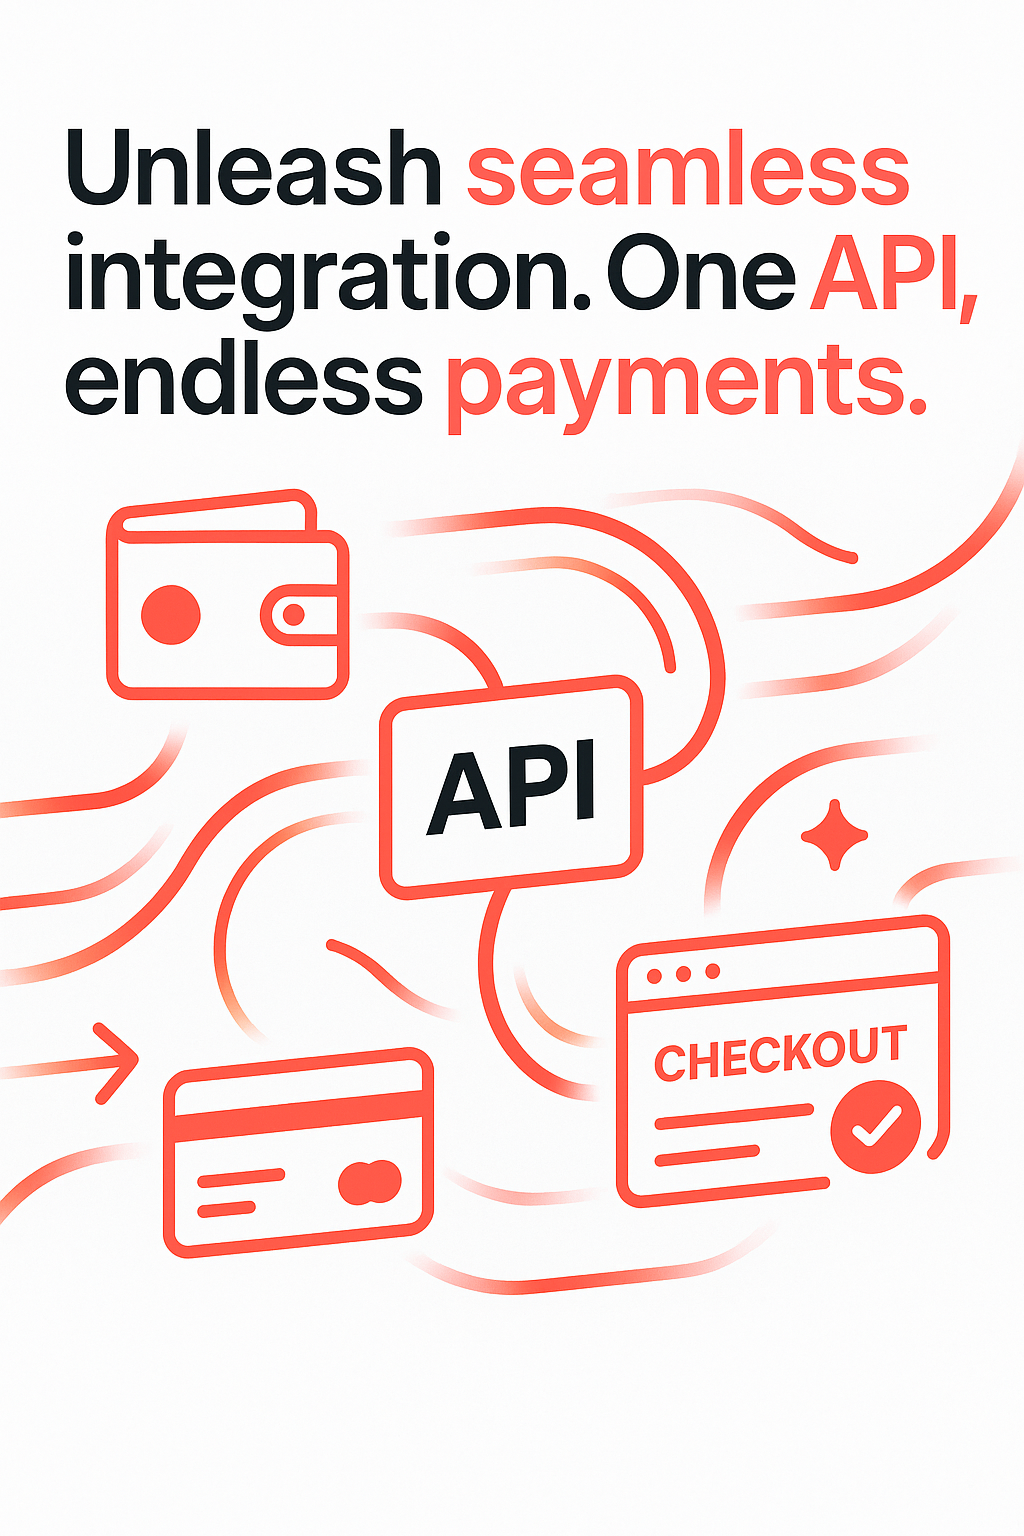 Unleash seamless
integration. One API,
endless payments.
API
CHECKOUT